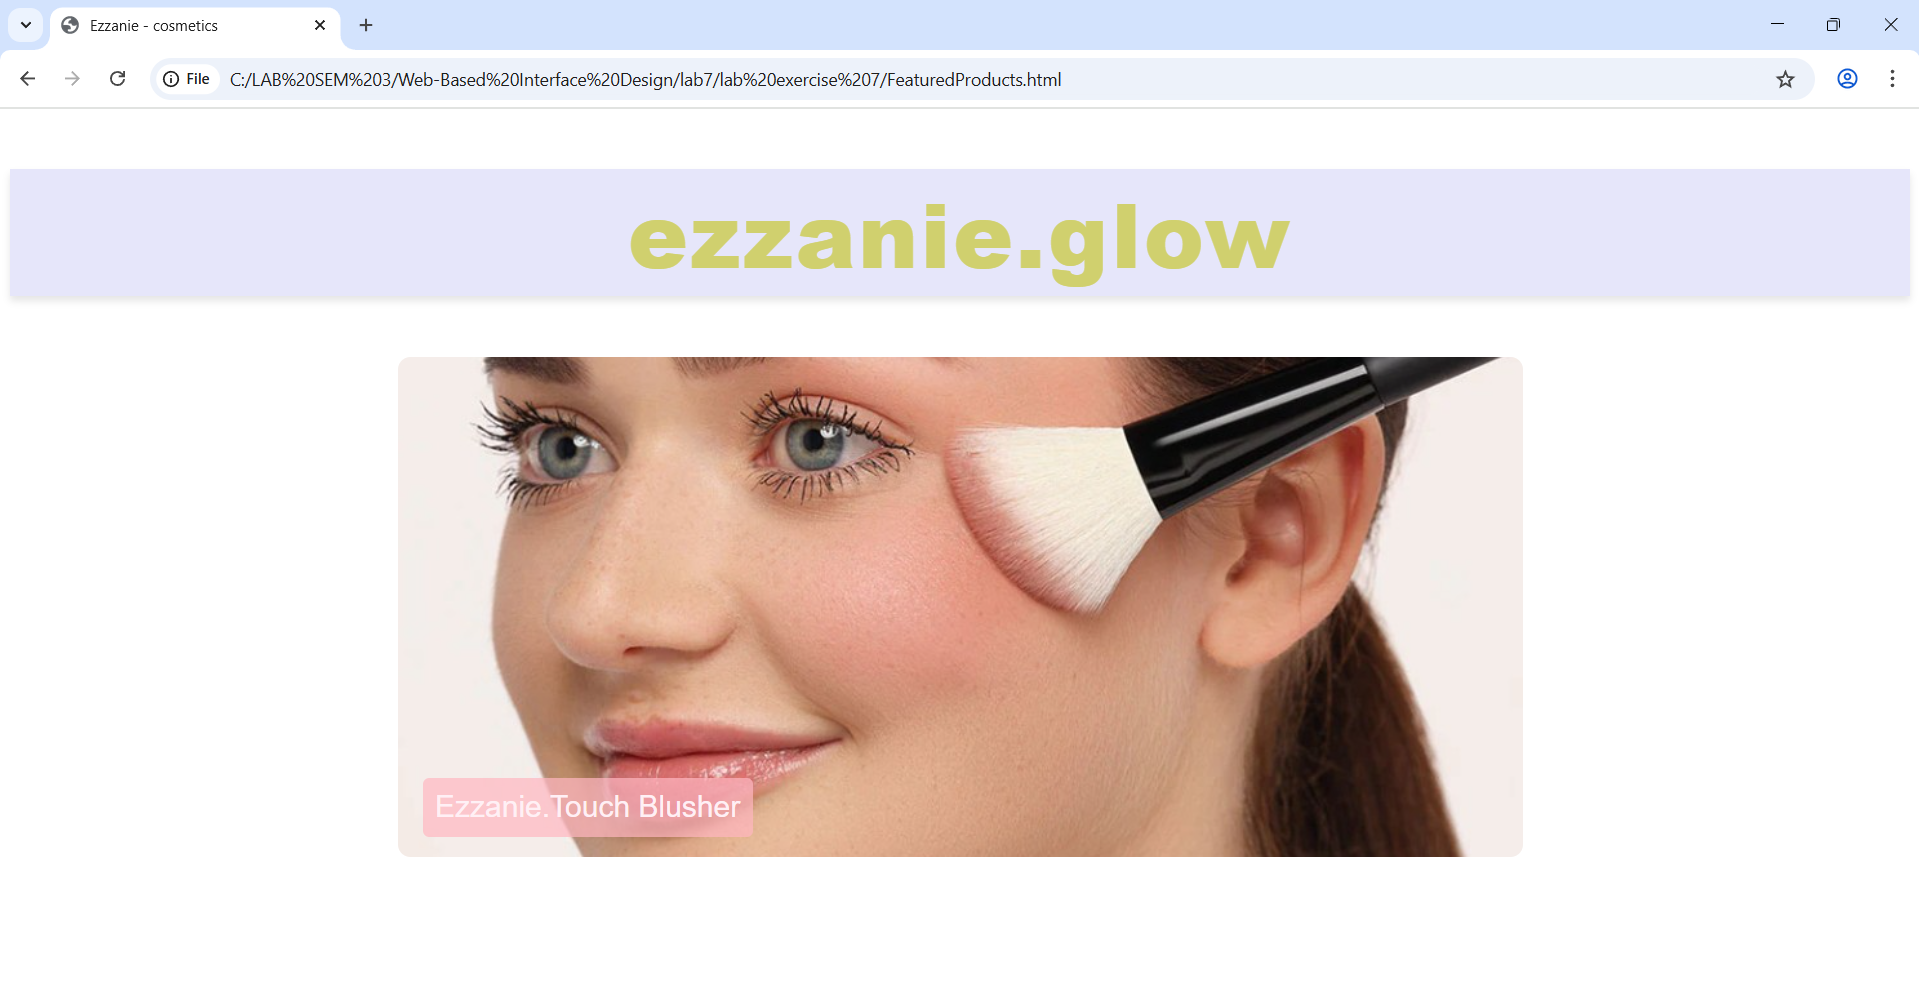 Ezzanie - cosmetics
File
C:/LAB%20SEM%203/Web-Based%20Interface%20Design/lab7/lab%20exercise%207/FeaturedProducts.html
ezzanie.glow
Ezzanie.Touch Blusher